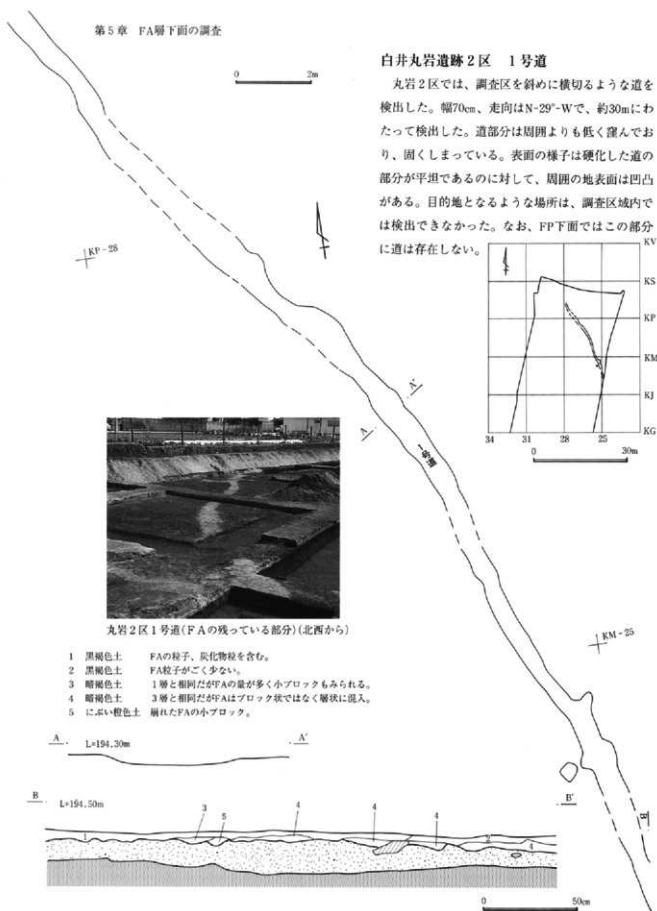 第5章 FA層下面の調査
0 2m
白井丸岩遺跡2区 1号道
丸岩2区では、調査区を斜めに横切るような道を
検出した。幅70cm、走向はN-29°-Wで、約30mにわ
たって検出した。道部分は周囲よりも低く窪んでお
り、固くしまっている。表面の様子は硬化した道の
部分が平坦であるのに対して、周囲の地表面は凹凸
がある。目的地となるような場所は、調査区域内で
は検出できなかった。なお、FP下面ではこの部分
に道は存在しない。
KP-28
KV
KS
KP
KM
KJ
KG
34 31 28 25
0 30m
A A'
1号道
丸岩2区1号道(FAの残っている部分)(北西から)
KM-25
1 黒褐色土 FAの粒子、炭化物粒を含む。
2 黒褐色土 FA粒子がごく少ない。
3 暗褐色土 1層と相同だがFAの量が多く小ブロックもみられる。
4 暗褐色土 3層と相同だがFAはブロック状ではなく層状に混入。
5 にぶい橙色土 崩れたFAの小ブロック。
A L=194.30m A'
B L=194.50m B'
3 5 4 4 4
1 2 4
B
0 50cm